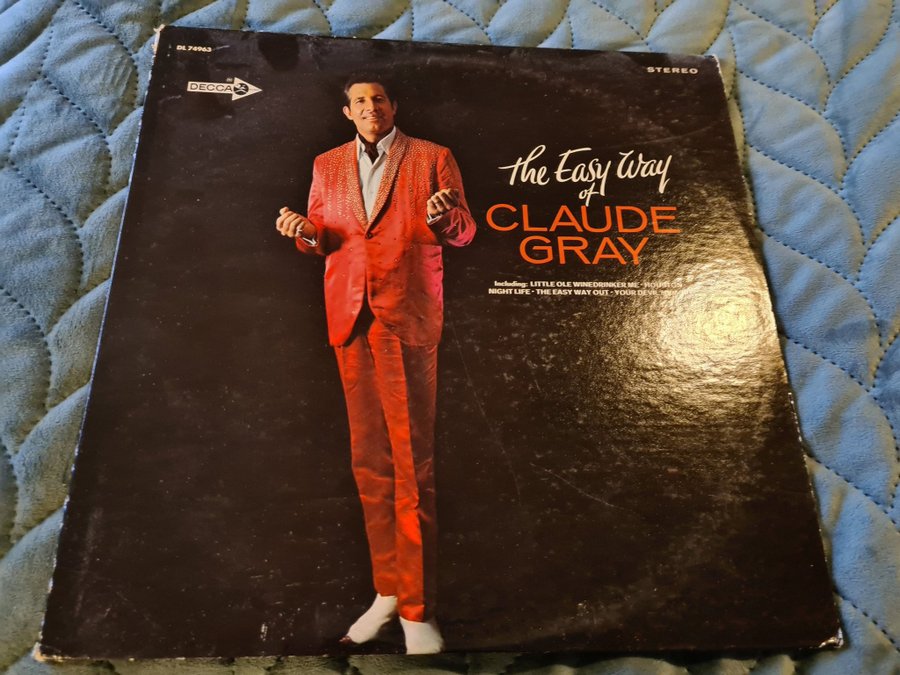 DL 74963
STEREO
DECCA
The Easy Way
of
CLAUDE
GRAY
Including: LITTLE OLE WINEDRINKER ME • HOUSTON
NIGHT LIFE • THE EASY WAY OUT • YOUR DEVIL